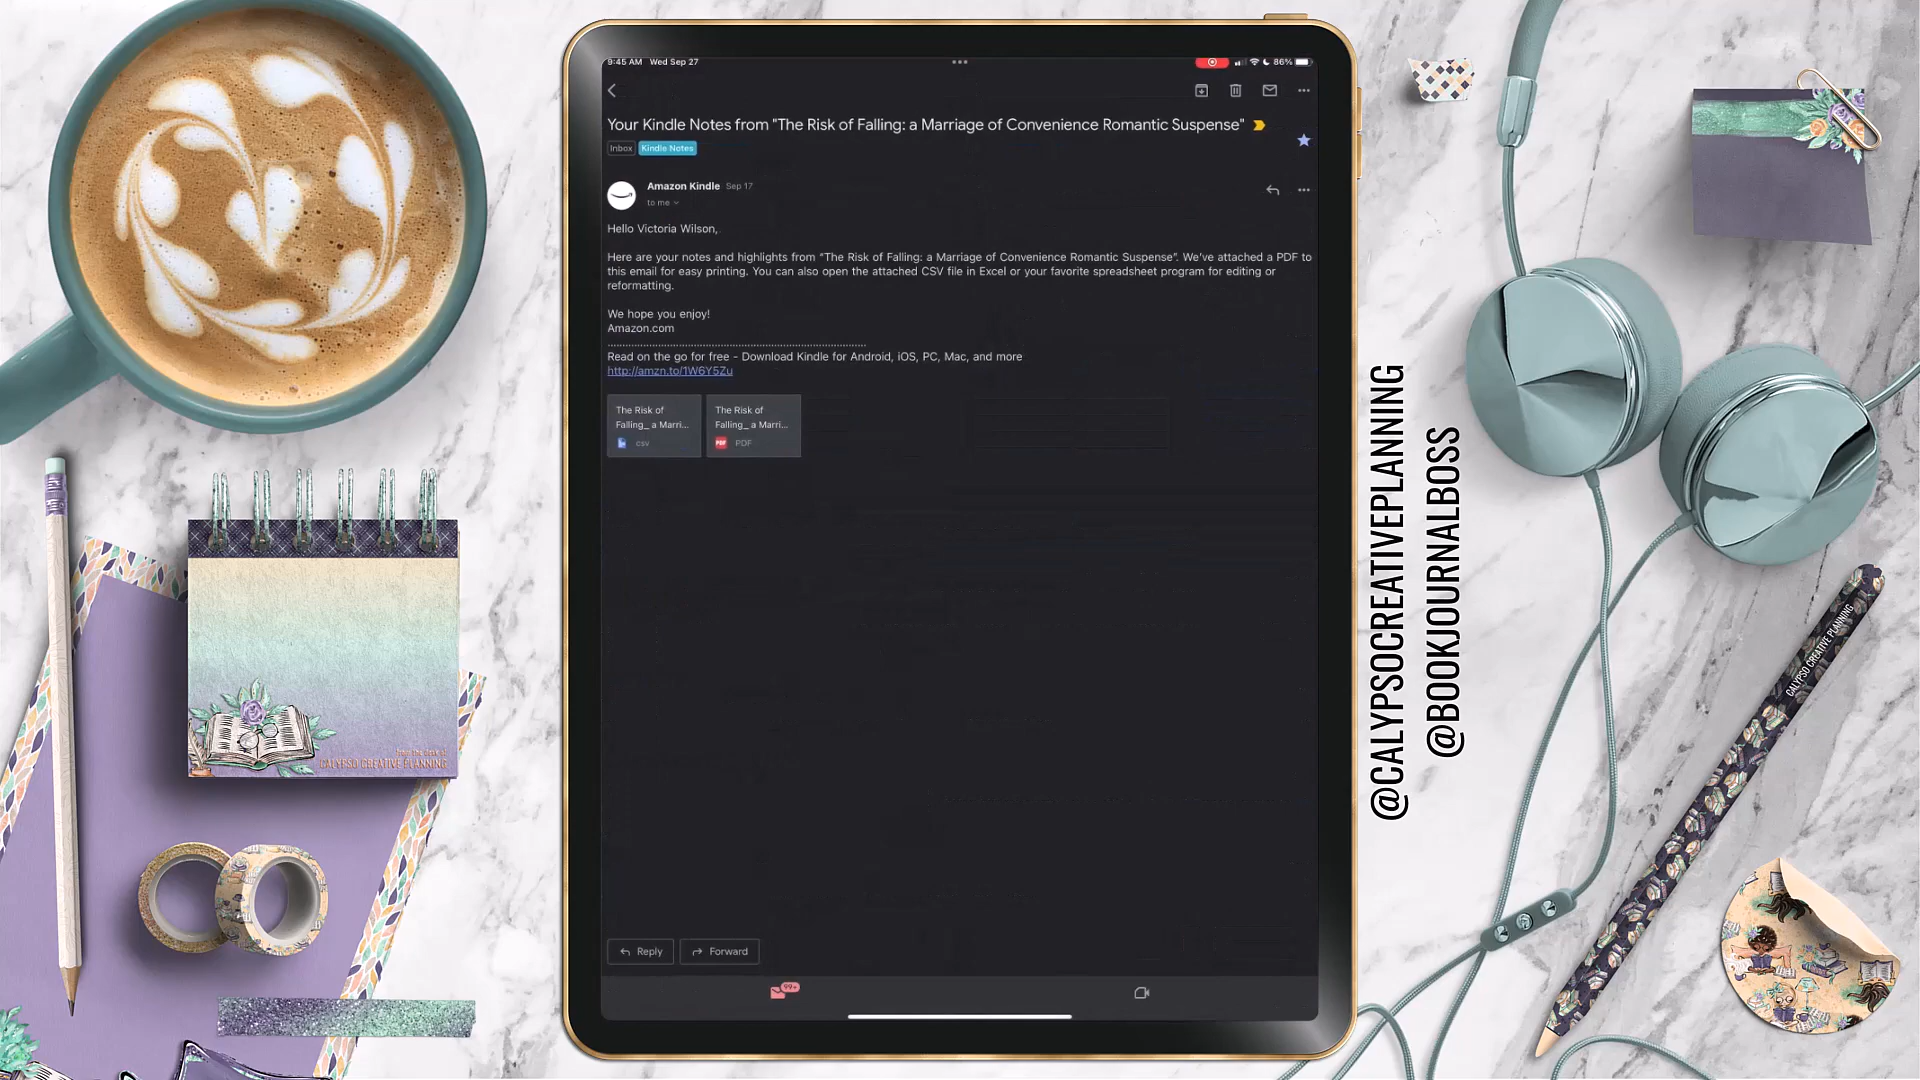 9:45 AM Wed Sep 27
86%
Your Kindle Notes from "The Risk of Falling: a Marriage of Convenience Romantic Suspense"
Inbox Kindle Notes
Amazon Kindle Sep 17
to me
Hello Victoria Wilson,
Here are your notes and highlights from “The Risk of Falling: a Marriage of Convenience Romantic Suspense”. We've attached a PDF to
this email for easy printing. You can also open the attached CSV file in Excel or your favorite spreadsheet program for editing or
reformatting.
We hope you enjoy!
Amazon.com
Read on the go for free - Download Kindle for Android, iOS, PC, Mac, and more
http://amzn.to/1W6Y5Zu
The Risk of
Falling_ a Marri...
csv
The Risk of
Falling_ a Marri...
PDF PDF
Reply Forward
99+
@CALYPSOCREATIVEPLANNING
@BOOKJOURNALBOSS
from the desk of
CALYPSO CREATIVE PLANNING
CALYPSO CREATIVE PLANNING